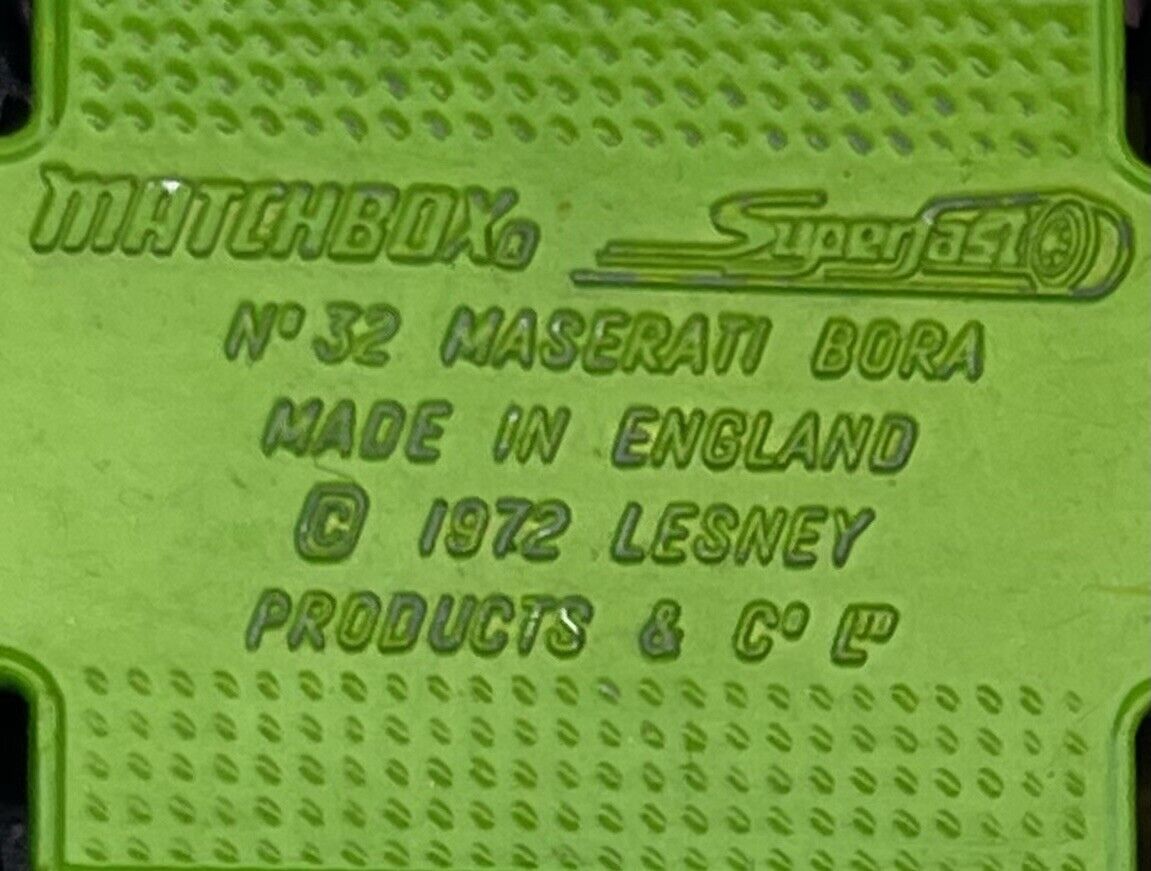 MATCHBOX® Superfast
Nº 32 MASERATI BORA
MADE IN ENGLAND
© 1972 LESNEY
PRODUCTS & Cº Lᵀᴰ